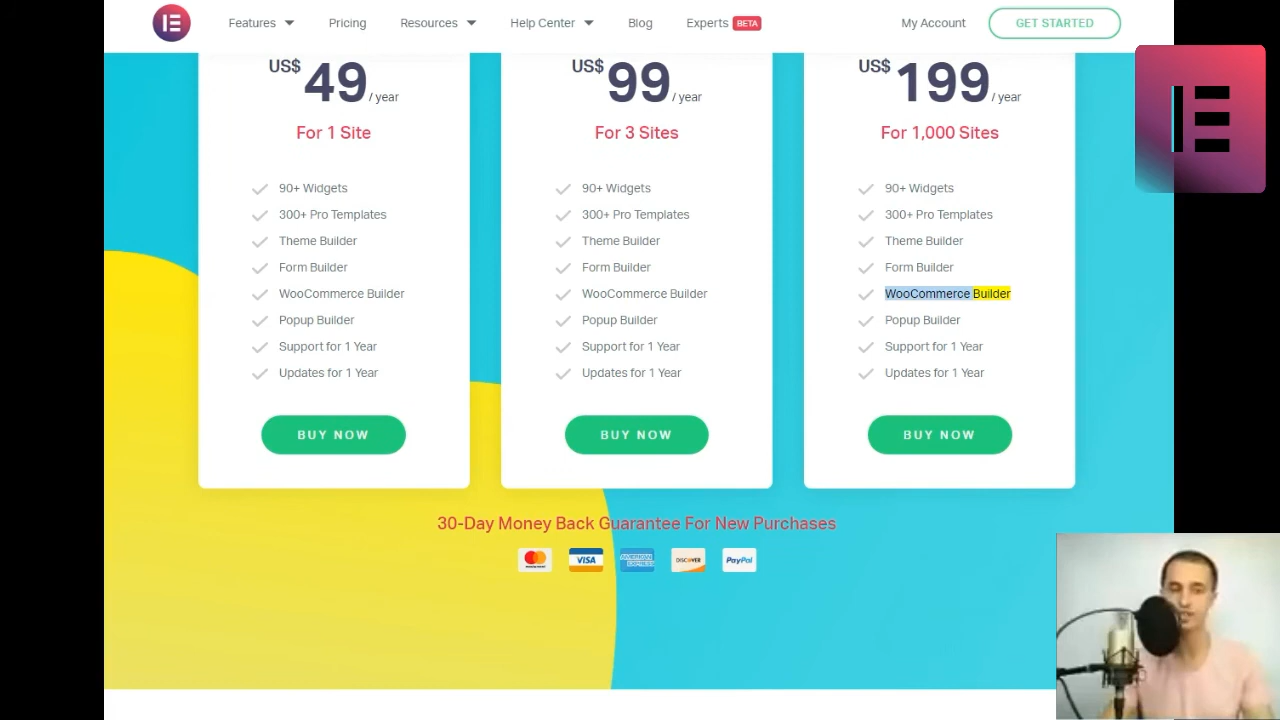 Features
Pricing
Resources
Help Center
Blog
Experts BETA
My Account
GET STARTED
US$ 49 / year
For 1 Site
90+ Widgets
300+ Pro Templates
Theme Builder
Form Builder
WooCommerce Builder
Popup Builder
Support for 1 Year
Updates for 1 Year
BUY NOW
US$ 99 / year
For 3 Sites
90+ Widgets
300+ Pro Templates
Theme Builder
Form Builder
WooCommerce Builder
Popup Builder
Support for 1 Year
Updates for 1 Year
BUY NOW
US$ 199 / year
For 1,000 Sites
90+ Widgets
300+ Pro Templates
Theme Builder
Form Builder
WooCommerce Builder
Popup Builder
Support for 1 Year
Updates for 1 Year
BUY NOW
30-Day Money Back Guarantee For New Purchases
VISA
AMERICAN EXPRESS
DISCOVER
PayPal